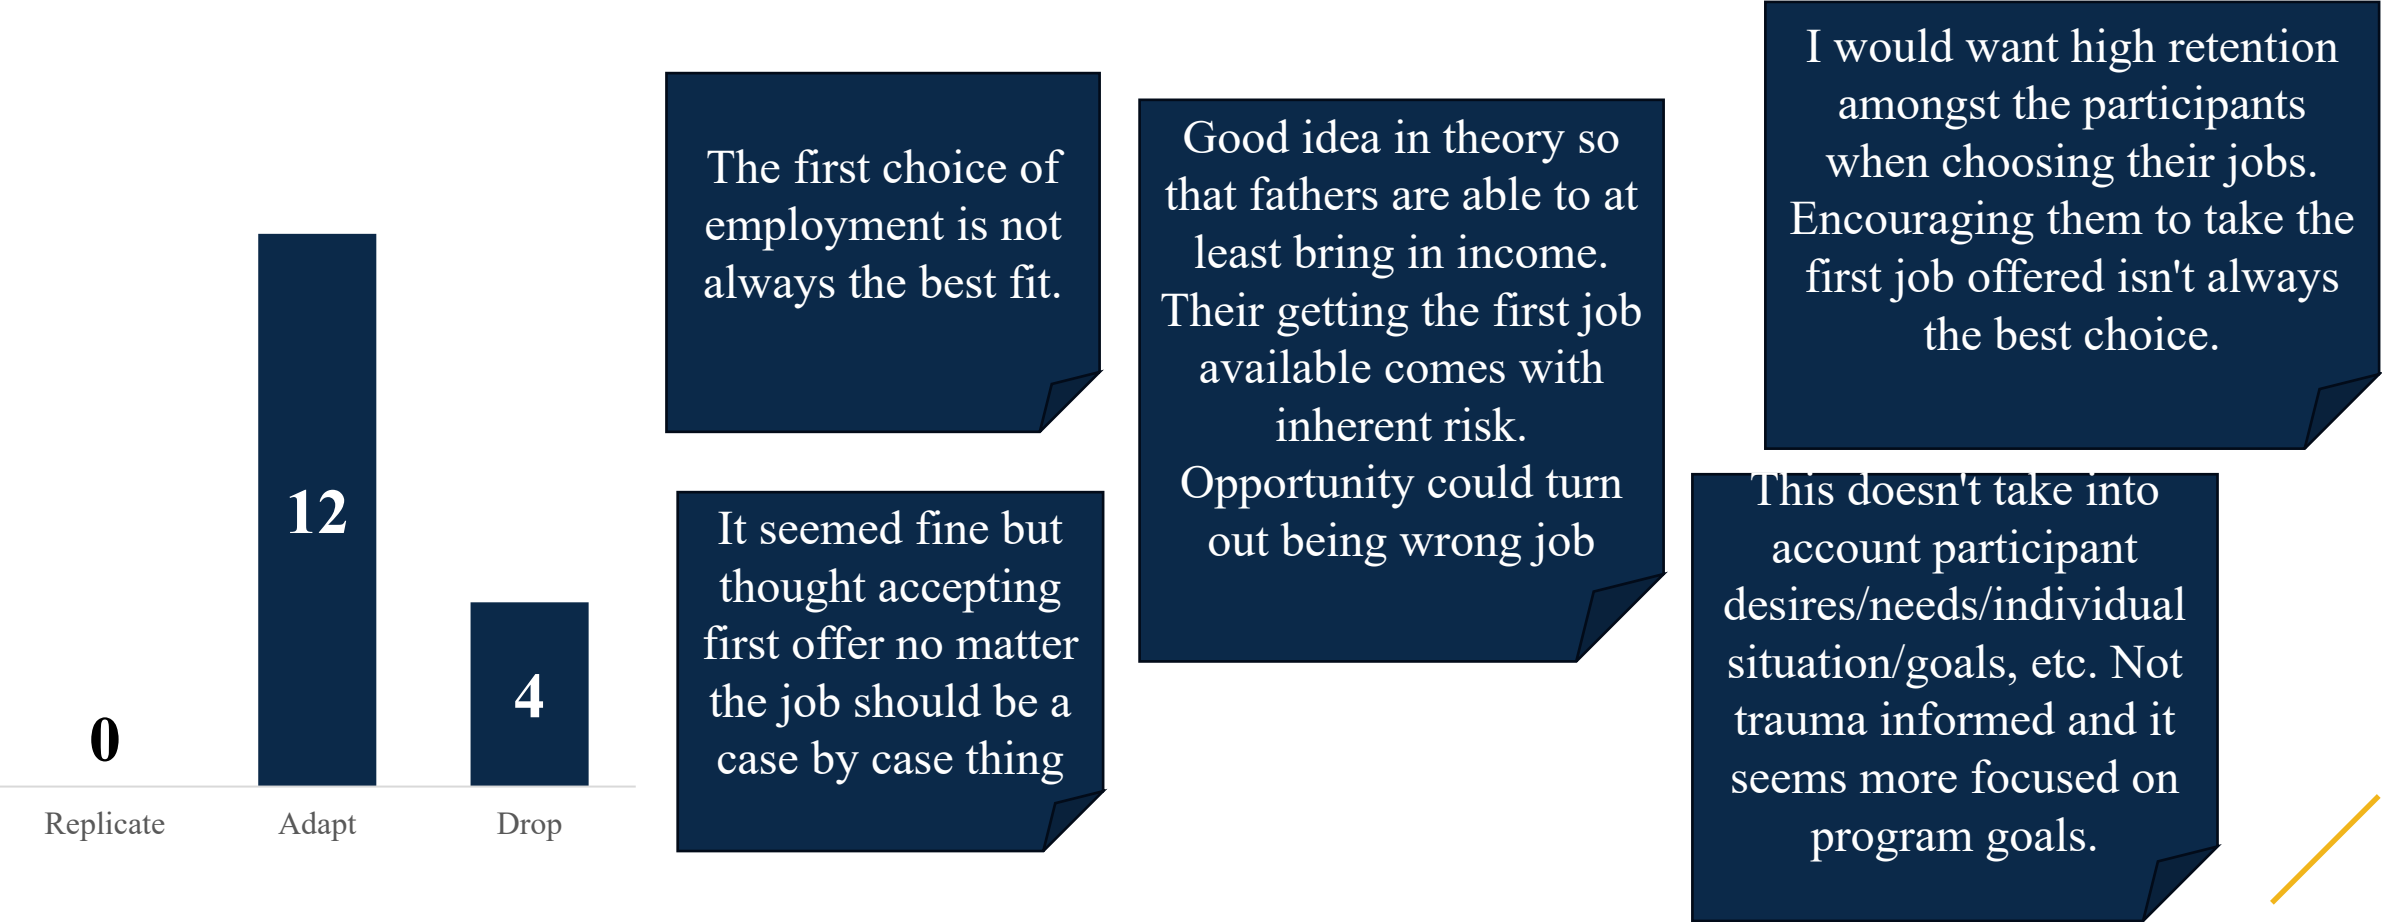 0
12
4
Replicate
Adapt
Drop
The first choice of
employment is not
always the best fit.
It seemed fine but
thought accepting
first offer no matter
the job should be a
case by case thing
Good idea in theory so
that fathers are able to at
least bring in income.
Their getting the first job
available comes with
inherent risk.
Opportunity could turn
out being wrong job
I would want high retention
amongst the participants
when choosing their jobs.
Encouraging them to take the
first job offered isn't always
the best choice.
This doesn't take into
account participant
desires/needs/individual
situation/goals, etc. Not
trauma informed and it
seems more focused on
program goals.